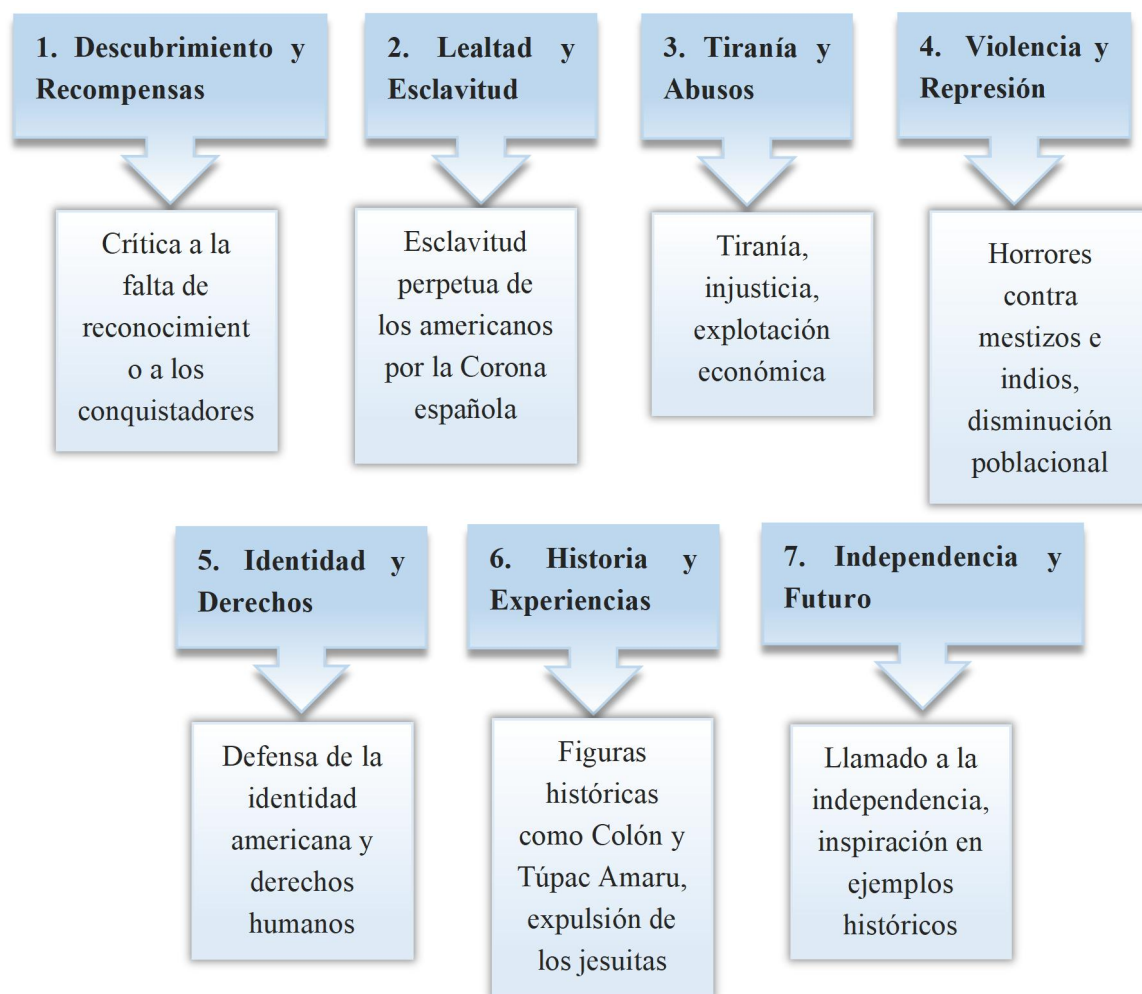 1. Descubrimiento y
Recompensas
2. Lealtad y
Esclavitud
3. Tiranía y
Abusos
4. Violencia y
Represión
Crítica a la
falta de
reconocimient
o a los
conquistadores
Esclavitud
perpetua de
los americanos
por la Corona
española
Tiranía,
injusticia,
explotación
económica
Horrores
contra
mestizos e
indios,
disminución
poblacional
5. Identidad y
Derechos
6. Historia y
Experiencias
7. Independencia y
Futuro
Defensa de la
identidad
americana y
derechos
humanos
Figuras
históricas
como Colón y
Túpac Amaru,
expulsión de
los jesuitas
Llamado a la
independencia,
inspiración en
ejemplos
históricos